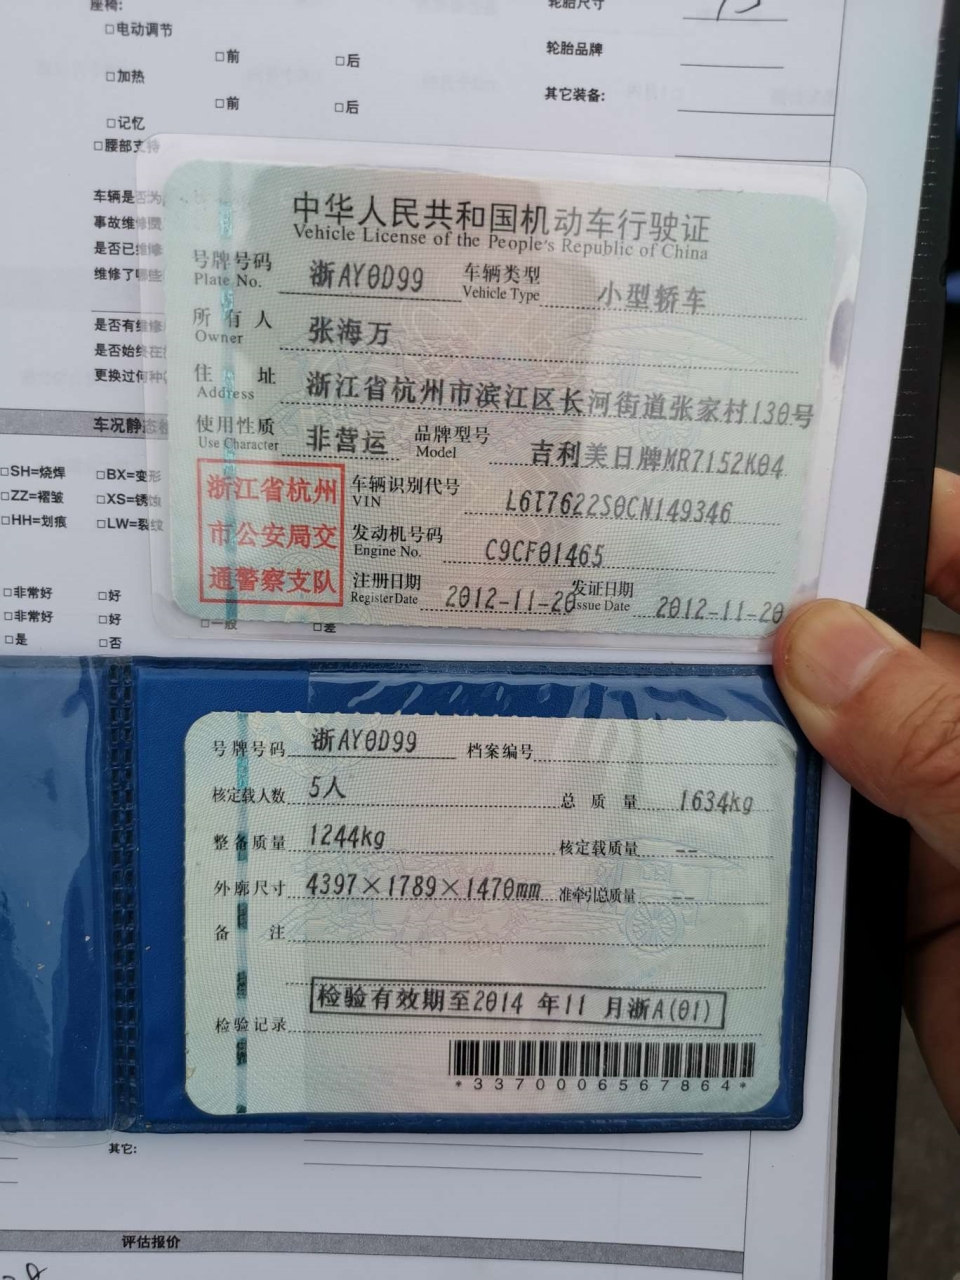 座椅:
轮胎尺寸
□电动调节
□前 □后
轮胎品牌
□加热
其它装备:
□前 □后
□记忆
□腰部支持
车辆是否为
事故维修
是否已维修
维修了哪些
是否有维修
是否始终在
更换过何种
车况静态
□SH=烧焊 □BX=变形
□ZZ=褶皱 □XS=锈蚀
□HH=划痕 □LW=裂纹
□非常好 □好
□非常好 □好 □一般 □差
□是 □否
中华人民共和国机动车行驶证
Vehicle License of the People's Republic of China
号牌号码 浙AY0D99 车辆类型 小型轿车
Plate No. Vehicle Type
所有人 张海万
Owner
住址 浙江省杭州市滨江区长河街道张家村130号
Address
使用性质 非营运 品牌型号 吉利美日牌MR7152K04
Use Character Model
浙江省杭州
市公安局交
通警察支队
车辆识别代号 L6T7622S0CN149346
VIN
发动机号码 C9CF01465
Engine No.
注册日期 2012-11-20 发证日期 2012-11-20
Register Date Issue Date
号牌号码 浙AY0D99 档案编号
核定载人数 5人 总质量 1634kg
整备质量 1244kg 核定载质量 --
外廓尺寸 4397×1789×1470mm 准牵引总质量 --
备注
检验有效期至2014 年11 月浙A(01)
检验记录
*3370006567864*
其它:
评估报价